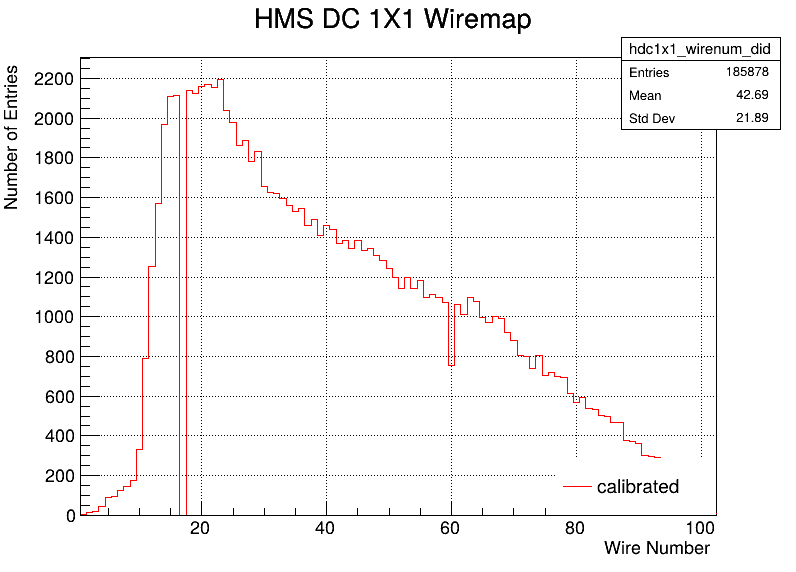 HMS DC 1X1 Wiremap
hdc1x1_wirenum_did
Entries 185878
Mean 42.69
Std Dev 21.89
Number of Entries
2200
2000
1800
1600
1400
1200
1000
800
600
400
200
0
calibrated
20 40 60 80 100
Wire Number